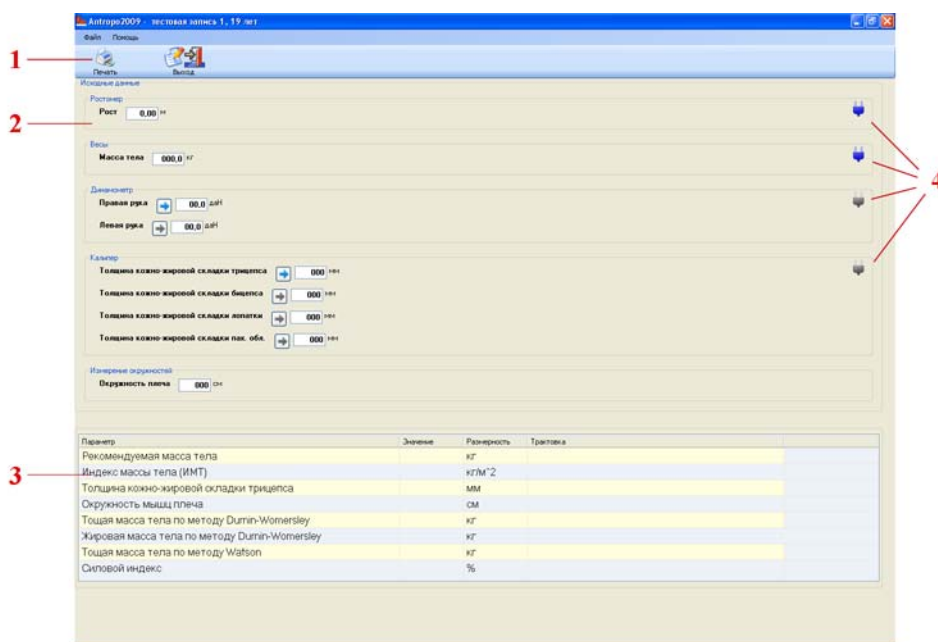 Antropo2009 - тестовая запись 1, 19 лет
Файл Помощь
1
Печать Выход
Исходные данные
Ростомер
Рост 0,00 м
2
Весы
Масса тела 000,0 кг
4
Динамометр
Правая рука 00,0 даН
Левая рука 00,0 даН
Калипер
Толщина кожно-жировой складки трицепса 000 мм
Толщина кожно-жировой складки бицепса 000 мм
Толщина кожно-жировой складки лопатки 000 мм
Толщина кожно-жировой складки пах. обл. 000 мм
Измерение окружностей
Окружность плеча 000 см
Параметр Значение Размерность Трактовка
Рекомендуемая масса тела кг
3
Индекс массы тела (ИМТ) кг/м^2
Толщина кожно-жировой складки трицепса мм
Окружность мышц плеча см
Тощая масса тела по методу Durnin-Womersley кг
Жировая масса тела по методу Durnin-Womersley кг
Тощая масса тела по методу Watson кг
Силовой индекс %